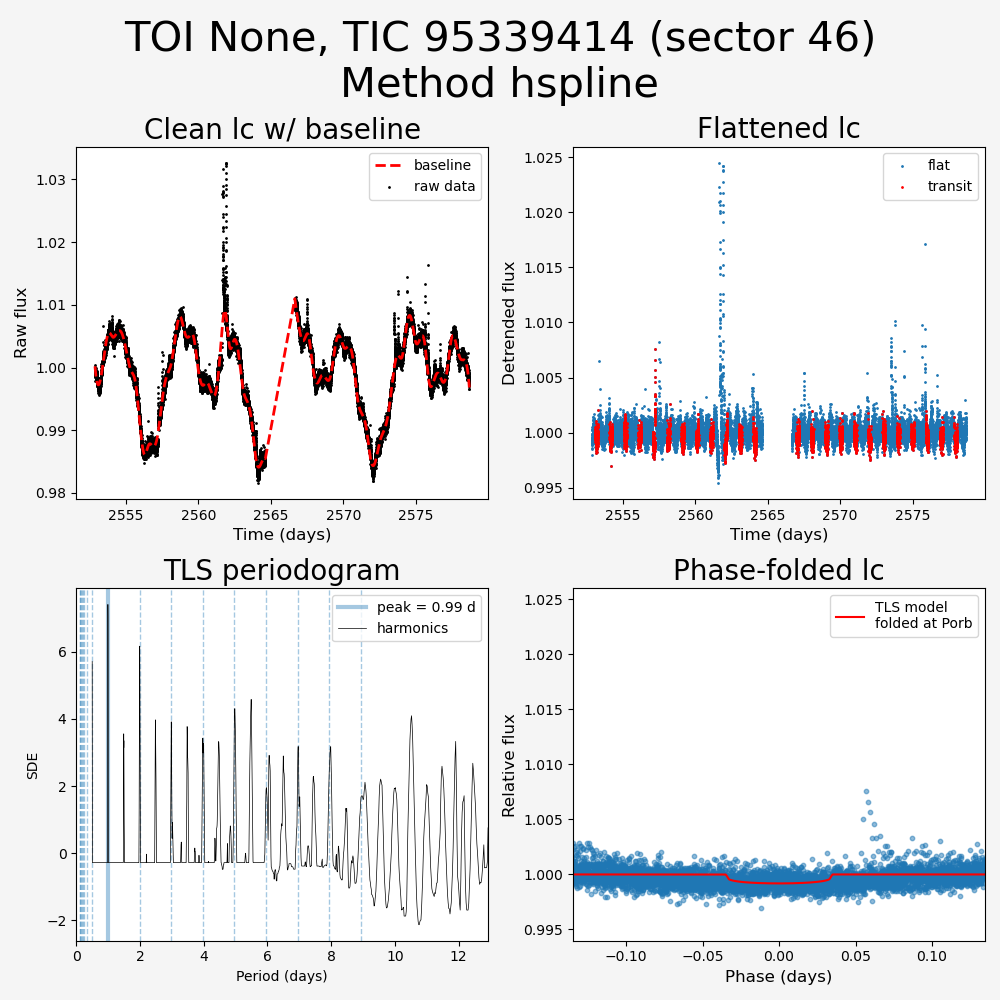 TOI None, TIC 95339414 (sector 46)
Method hspline
Clean lc w/ baseline
Flattened lc
baseline
raw data
1.03
1.02
1.01
1.00
0.99
0.98
Raw flux
2555
2560
2565
2570
2575
Time (days)
flat
transit
1.025
1.020
1.015
1.010
1.005
1.000
0.995
Detrended flux
2555
2560
2565
2570
2575
Time (days)
TLS periodogram
Phase-folded lc
peak = 0.99 d
harmonics
6
4
2
0
−2
SDE
0
2
4
6
8
10
12
Period (days)
TLS model
folded at Porb
1.025
1.020
1.015
1.010
1.005
1.000
0.995
Relative flux
−0.10
−0.05
0.00
0.05
0.10
Phase (days)